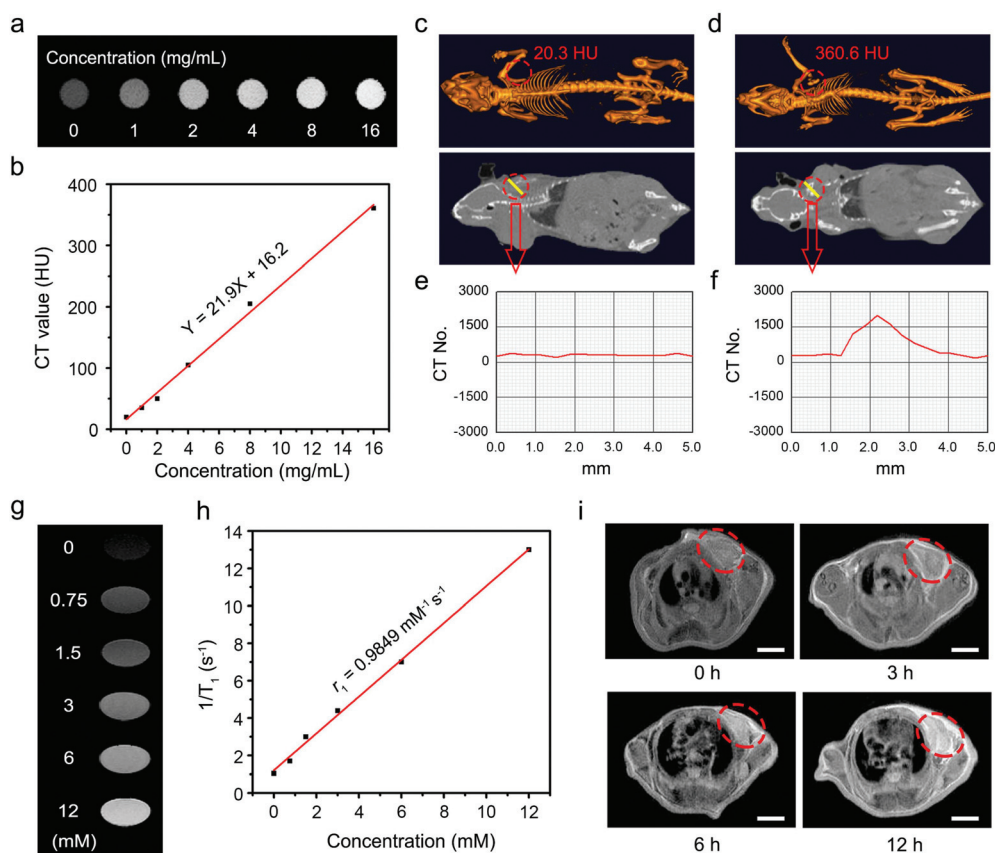 a
Concentration (mg/mL)
0 1 2 4 8 16
b
400
300
200
100
0
CT value (HU)
Y = 21.9X + 16.2
0 2 4 6 8 10 12 14 16
Concentration (mg/mL)
c
20.3 HU
d
360.6 HU
e
3000
1500
0
-1500
-3000
CT No.
0.0 1.0 2.0 3.0 4.0 5.0
mm
f
3000
1500
0
-1500
-3000
CT No.
0.0 1.0 2.0 3.0 4.0 5.0
mm
g
0
0.75
1.5
3
6
12
(mM)
h
14
12
10
8
6
4
2
0
1/T₁ (s⁻¹)
r₁ = 0.9849 mM⁻¹s⁻¹
0 2 4 6 8 10 12
Concentration (mM)
i
0 h
3 h
6 h
12 h